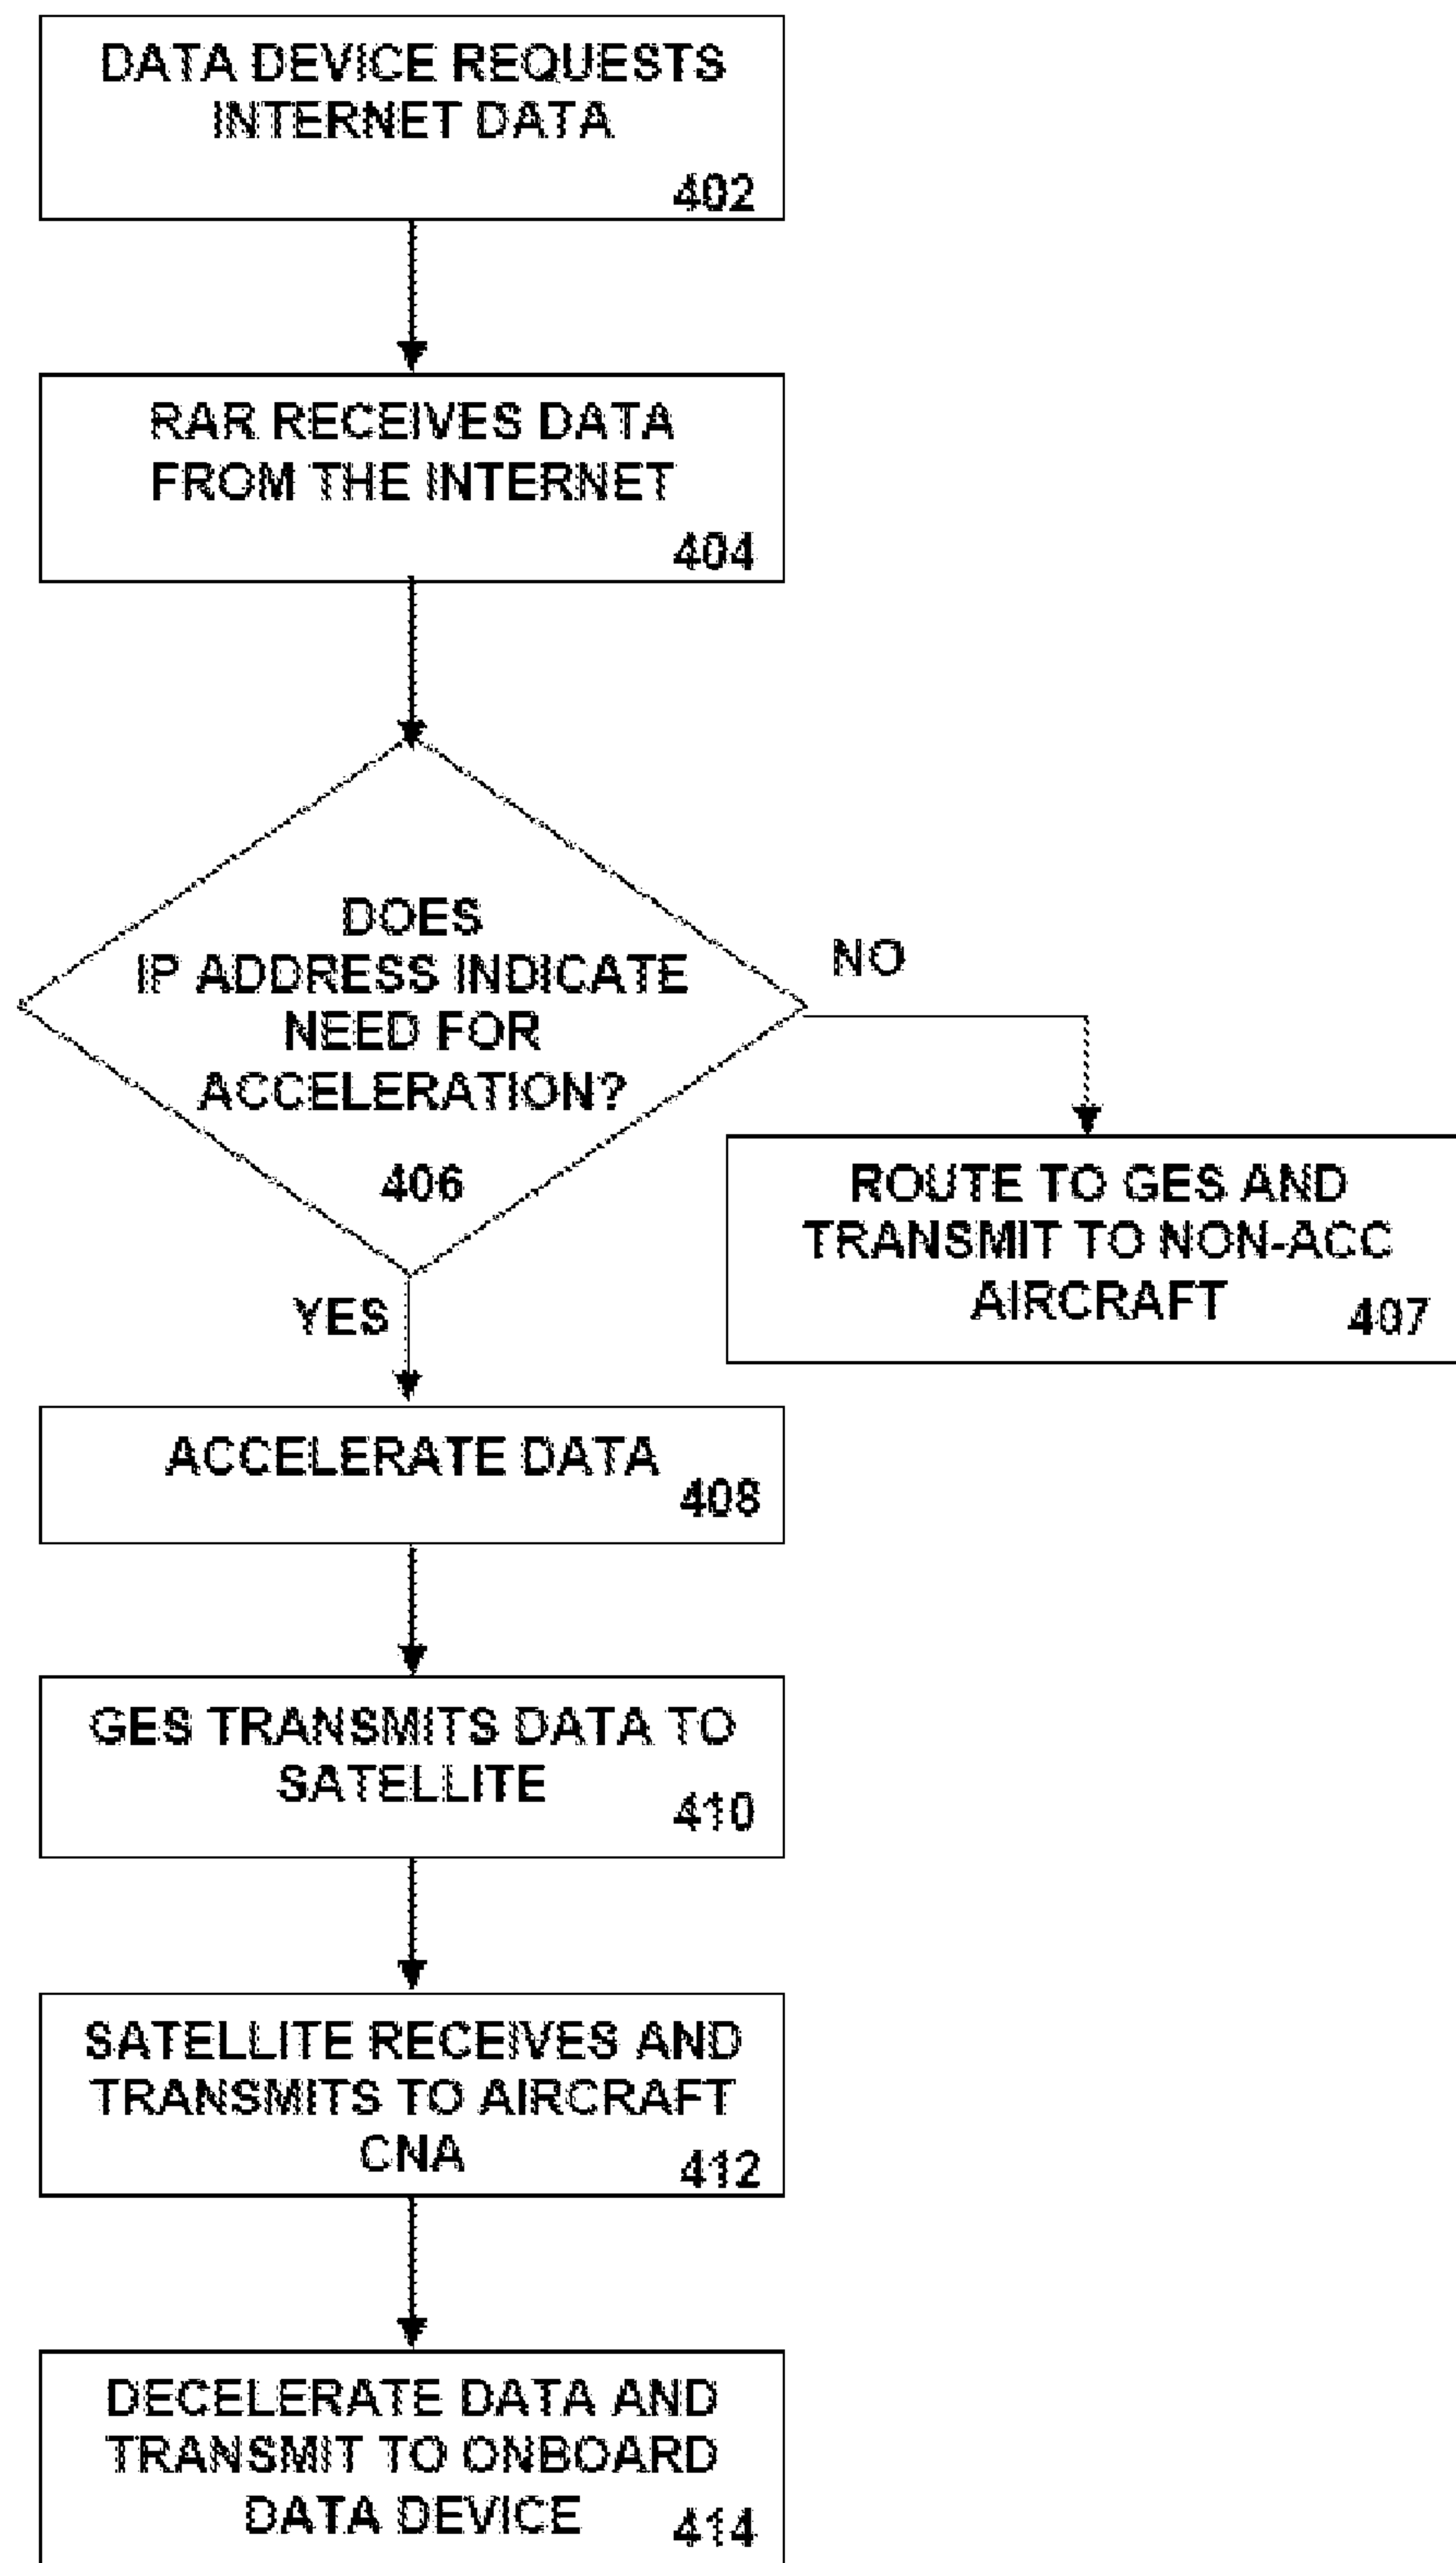 DATA DEVICE REQUESTS
INTERNET DATA
402
RAR RECEIVES DATA
FROM THE INTERNET
404
DOES
IP ADDRESS INDICATE
NEED FOR
ACCELERATION?
406
NO
ROUTE TO GES AND
TRANSMIT TO NON-ACC
AIRCRAFT
407
YES
ACCELERATE DATA
408
GES TRANSMITS DATA TO
SATELLITE
410
SATELLITE RECEIVES AND
TRANSMITS TO AIRCRAFT
CNA
412
DECELERATE DATA AND
TRANSMIT TO ONBOARD
DATA DEVICE
414